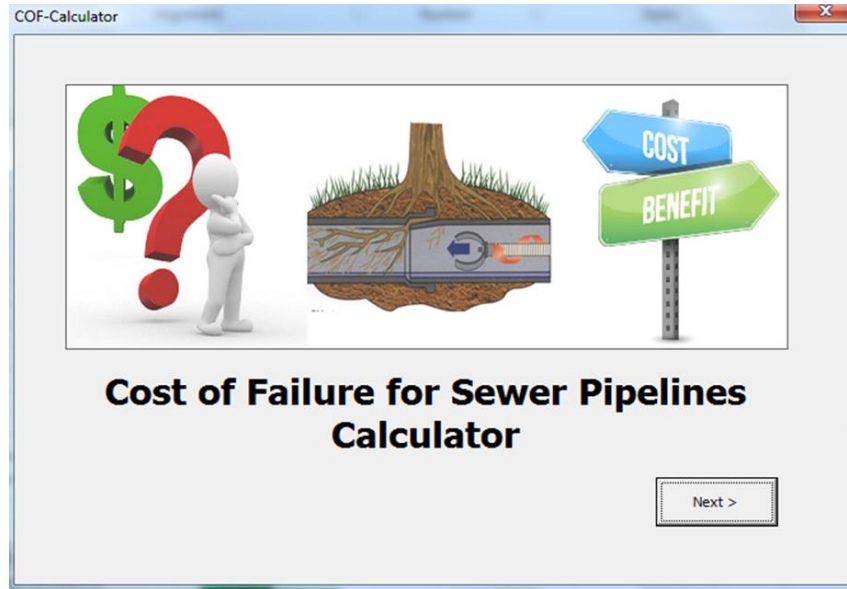 COF-Calculator
COST
BENEFIT
Cost of Failure for Sewer Pipelines
Calculator
Next >